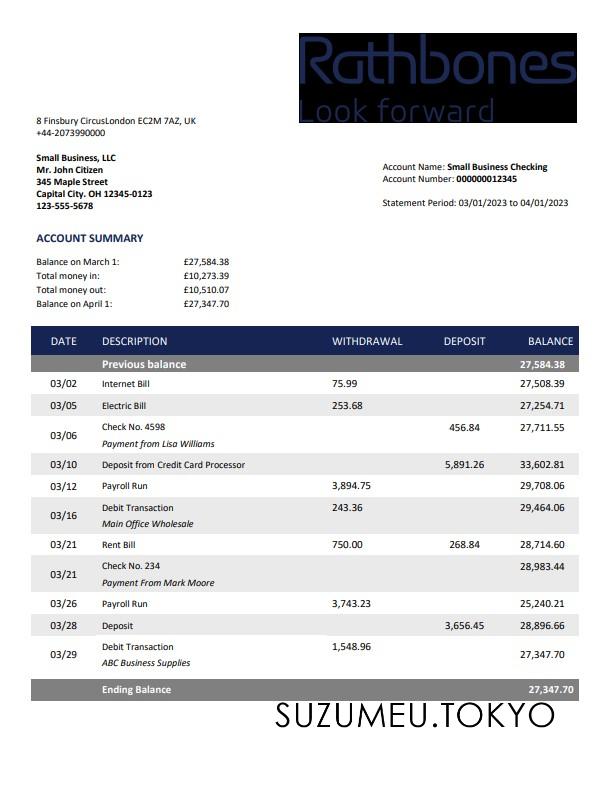 Rathbones
Look forward
8 Finsbury CircusLondon EC2M 7AZ, UK
+44-2073990000
Small Business, LLC
Mr. John Citizen
345 Maple Street
Capital City. OH 12345-0123
123-555-5678
Account Name: Small Business Checking
Account Number: 000000012345
Statement Period: 03/01/2023 to 04/01/2023
ACCOUNT SUMMARY
Balance on March 1: £27,584.38
Total money in: £10,273.39
Total money out: £10,510.07
Balance on April 1: £27,347.70
DATE DESCRIPTION WITHDRAWAL DEPOSIT BALANCE
Previous balance 27,584.38
03/02 Internet Bill 75.99 27,508.39
03/05 Electric Bill 253.68 27,254.71
03/06 Check No. 4598 456.84 27,711.55
Payment from Lisa Williams
03/10 Deposit from Credit Card Processor 5,891.26 33,602.81
03/12 Payroll Run 3,894.75 29,708.06
03/16 Debit Transaction 243.36 29,464.06
Main Office Wholesale
03/21 Rent Bill 750.00 268.84 28,714.60
03/21 Check No. 234 28,983.44
Payment From Mark Moore
03/26 Payroll Run 3,743.23 25,240.21
03/28 Deposit 3,656.45 28,896.66
03/29 Debit Transaction 1,548.96 27,347.70
ABC Business Supplies
Ending Balance 27,347.70
SUZUMEU.TOKYO